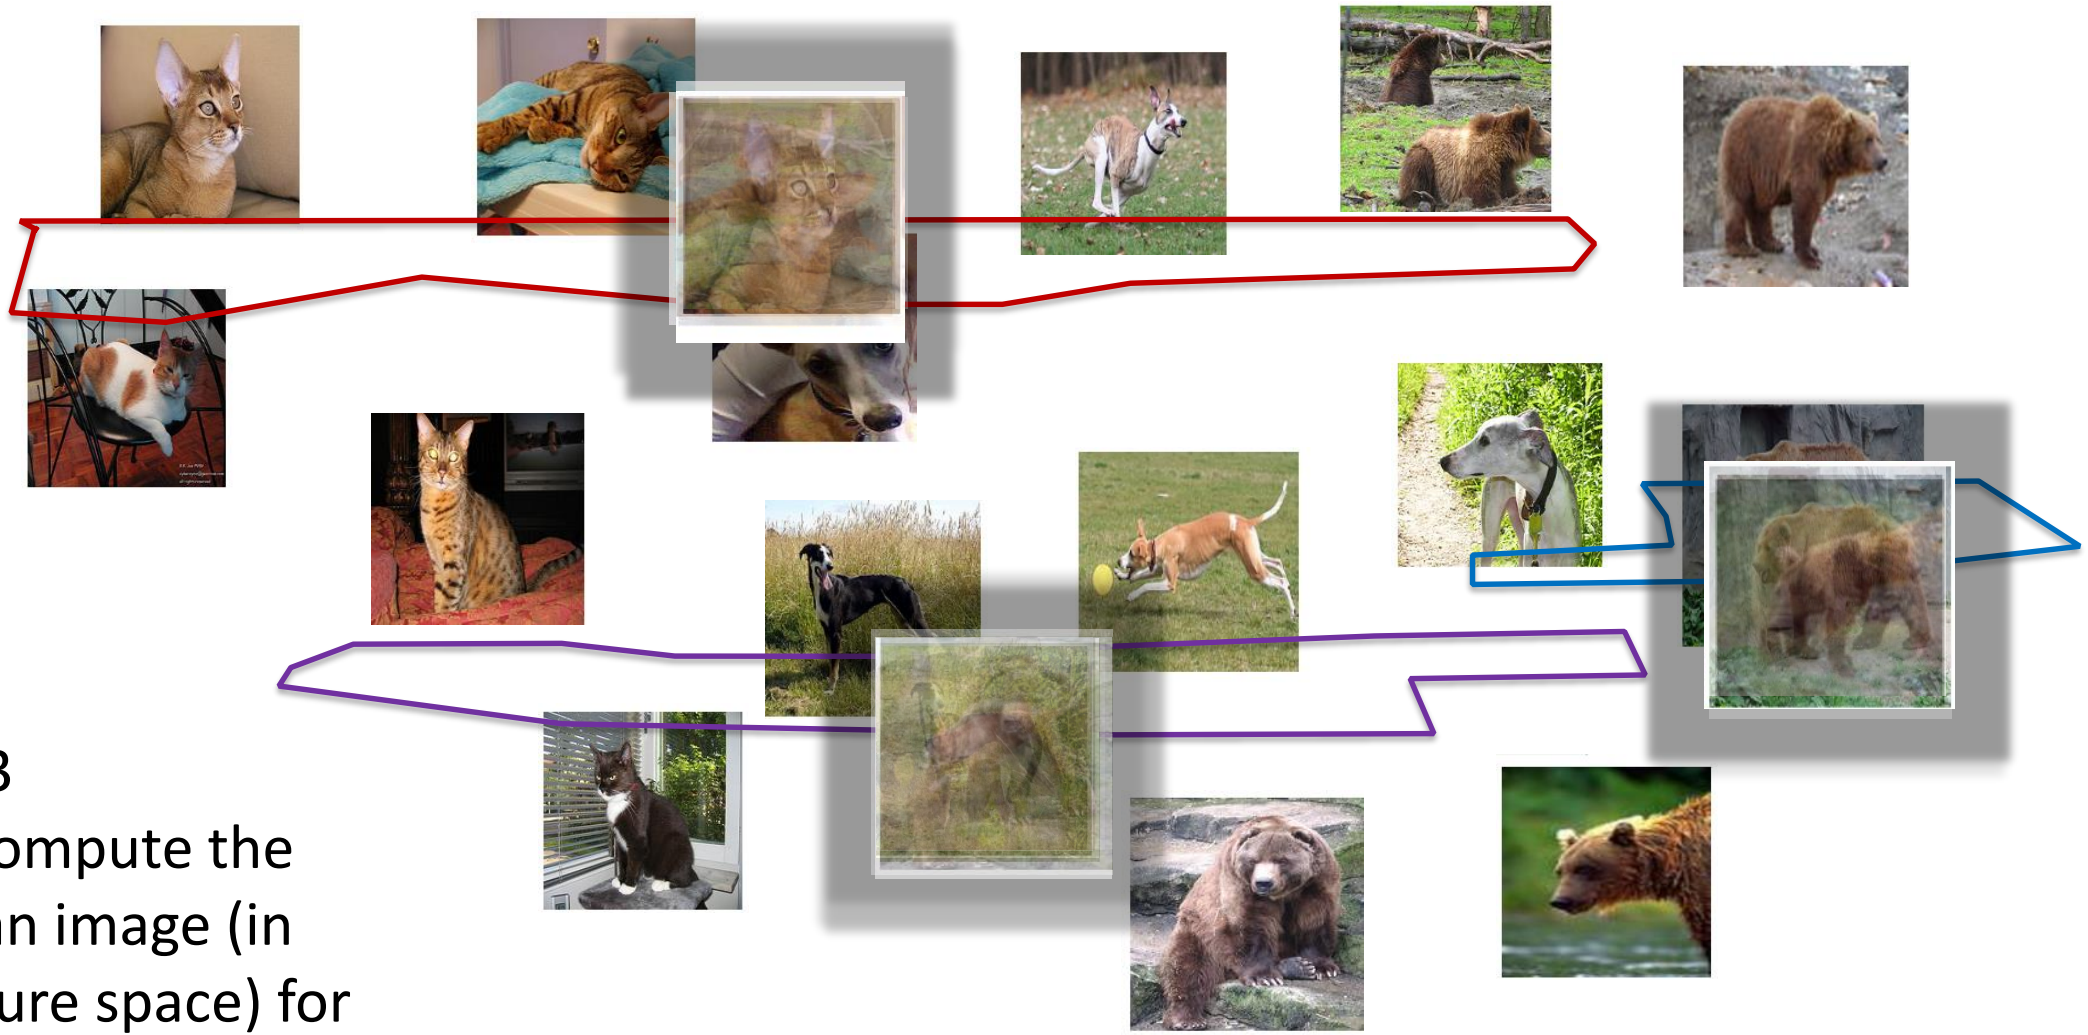 3
ompute the
n image (in
ure space) for